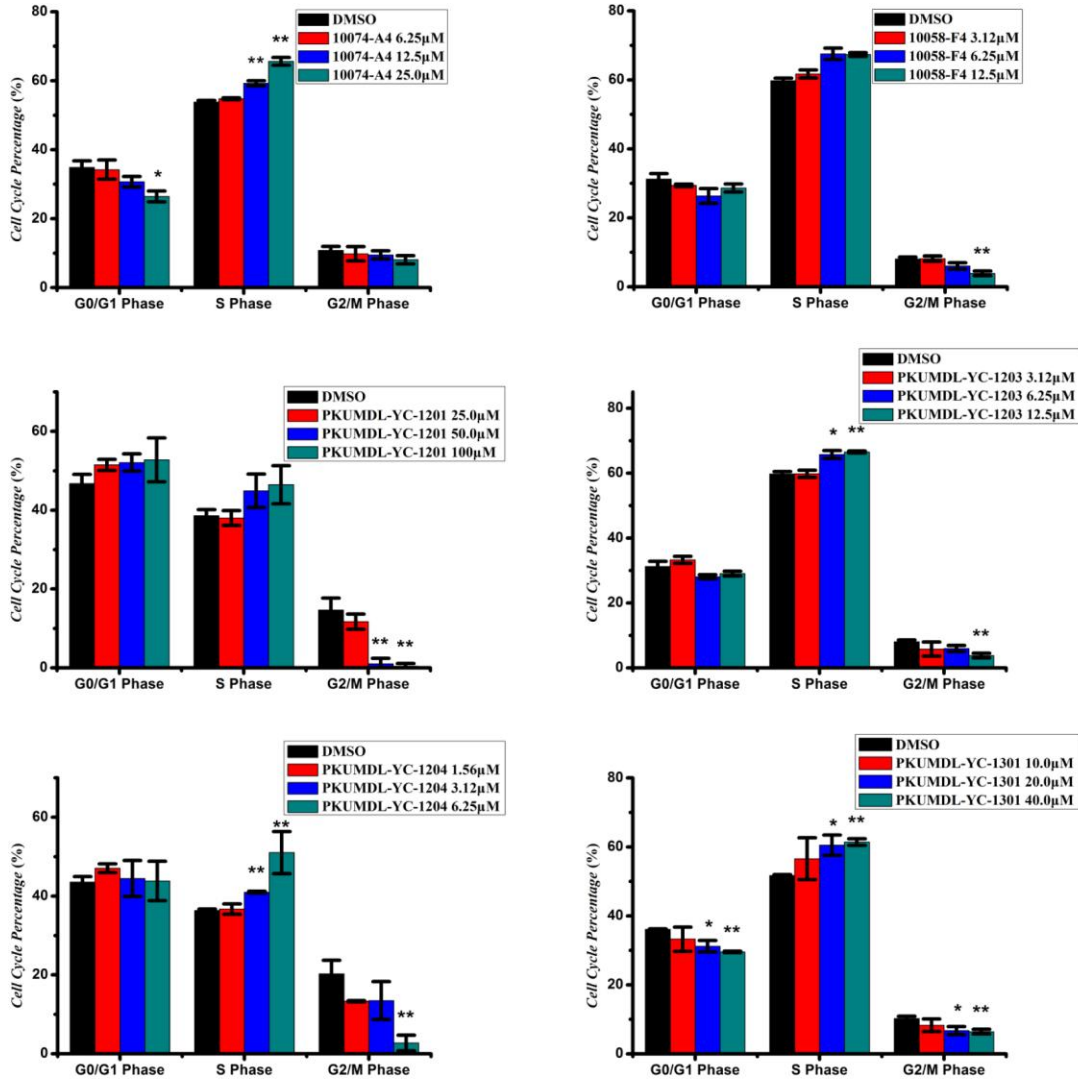 DMSO
10074-A4 6.25µM
10074-A4 12.5µM
10074-A4 25.0µM
Cell Cycle Percentage (%)
80
60
40
20
0
*
**
**
G0/G1 Phase
S Phase
G2/M Phase
DMSO
10058-F4 3.12µM
10058-F4 6.25µM
10058-F4 12.5µM
Cell Cycle Percentage (%)
80
60
40
20
0
**
G0/G1 Phase
S Phase
G2/M Phase
DMSO
PKUMDL-YC-1201 25.0µM
PKUMDL-YC-1201 50.0µM
PKUMDL-YC-1201 100µM
Cell Cycle Percentage (%)
60
40
20
0
**
**
G0/G1 Phase
S Phase
G2/M Phase
DMSO
PKUMDL-YC-1203 3.12µM
PKUMDL-YC-1203 6.25µM
PKUMDL-YC-1203 12.5µM
Cell Cycle Percentage (%)
80
60
40
20
0
*
**
**
G0/G1 Phase
S Phase
G2/M Phase
DMSO
PKUMDL-YC-1204 1.56µM
PKUMDL-YC-1204 3.12µM
PKUMDL-YC-1204 6.25µM
Cell Cycle Percentage (%)
60
40
20
0
**
**
**
G0/G1 Phase
S Phase
G2/M Phase
DMSO
PKUMDL-YC-1301 10.0µM
PKUMDL-YC-1301 20.0µM
PKUMDL-YC-1301 40.0µM
Cell Cycle Percentage (%)
80
60
40
20
0
*
**
*
**
*
**
G0/G1 Phase
S Phase
G2/M Phase